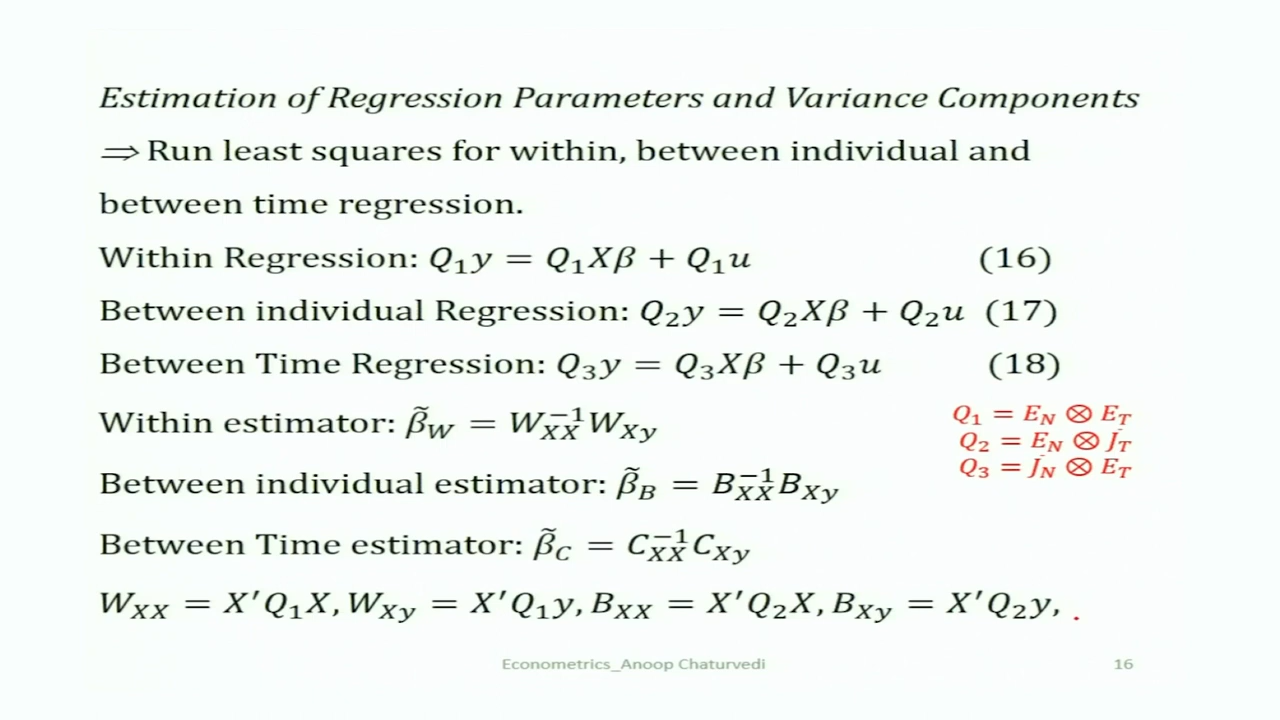 Estimation of Regression Parameters and Variance Components
⟹ Run least squares for within, between individual and
between time regression.
Within Regression: Q₁y = Q₁Xβ + Q₁u (16)
Between individual Regression: Q₂y = Q₂Xβ + Q₂u (17)
Between Time Regression: Q₃y = Q₃Xβ + Q₃u (18)
Within estimator: β̃_W = W_XX^{-1} W_Xy
Q₁ = E_N ⊗ E_T
Q₂ = E_N ⊗ J̄_T
Q₃ = J̄_N ⊗ E_T
Between individual estimator: β̃_B = B_XX^{-1} B_Xy
Between Time estimator: β̃_C = C_XX^{-1} C_Xy
W_XX = X′Q₁X, W_Xy = X′Q₁y, B_XX = X′Q₂X, B_Xy = X′Q₂y, .
Econometrics_Anoop Chaturvedi 16